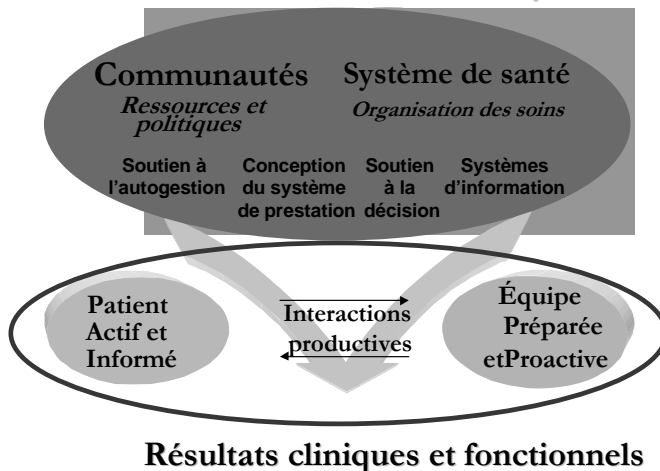 Communautés
Ressources et
politiques
Système de santé
Organisation des soins
Soutien à
l'autogestion
Conception
du système
de prestation
Soutien
à la
décision
Systèmes
d'information
Patient
Actif et
Informé
Interactions
productives
Équipe
Préparée
etProactive
Résultats cliniques et fonctionnels